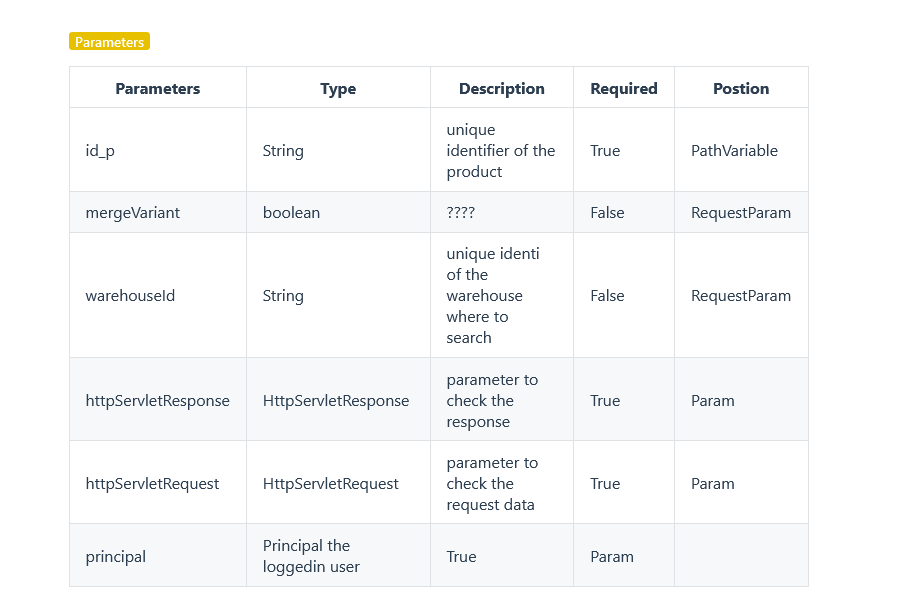 Parameters
Parameters Type Description Required Postion
unique
id_p String identifier of the True PathVariable
product
mergeVariant boolean ???? False RequestParam
unique identi
of the
warehouseId String warehouse False RequestParam
where to
search
parameter to
httpServletResponse HttpServletResponse check the True Param
response
parameter to
httpServletRequest HttpServletRequest check the True Param
request data
principal Principal the True Param
loggedin user